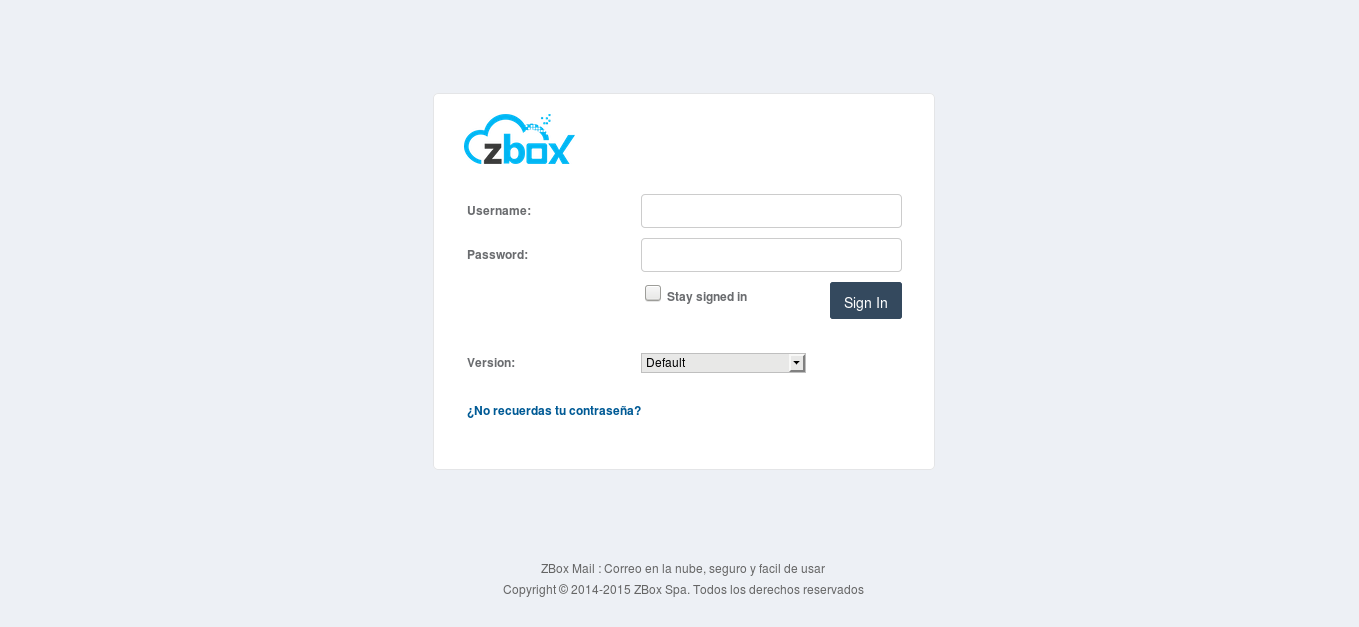 zbox
Username:
Password:
Stay signed in
Sign In
Version:
Default
¿No recuerdas tu contraseña?
ZBox Mail : Correo en la nube, seguro y facil de usar
Copyright © 2014-2015 ZBox Spa. Todos los derechos reservados